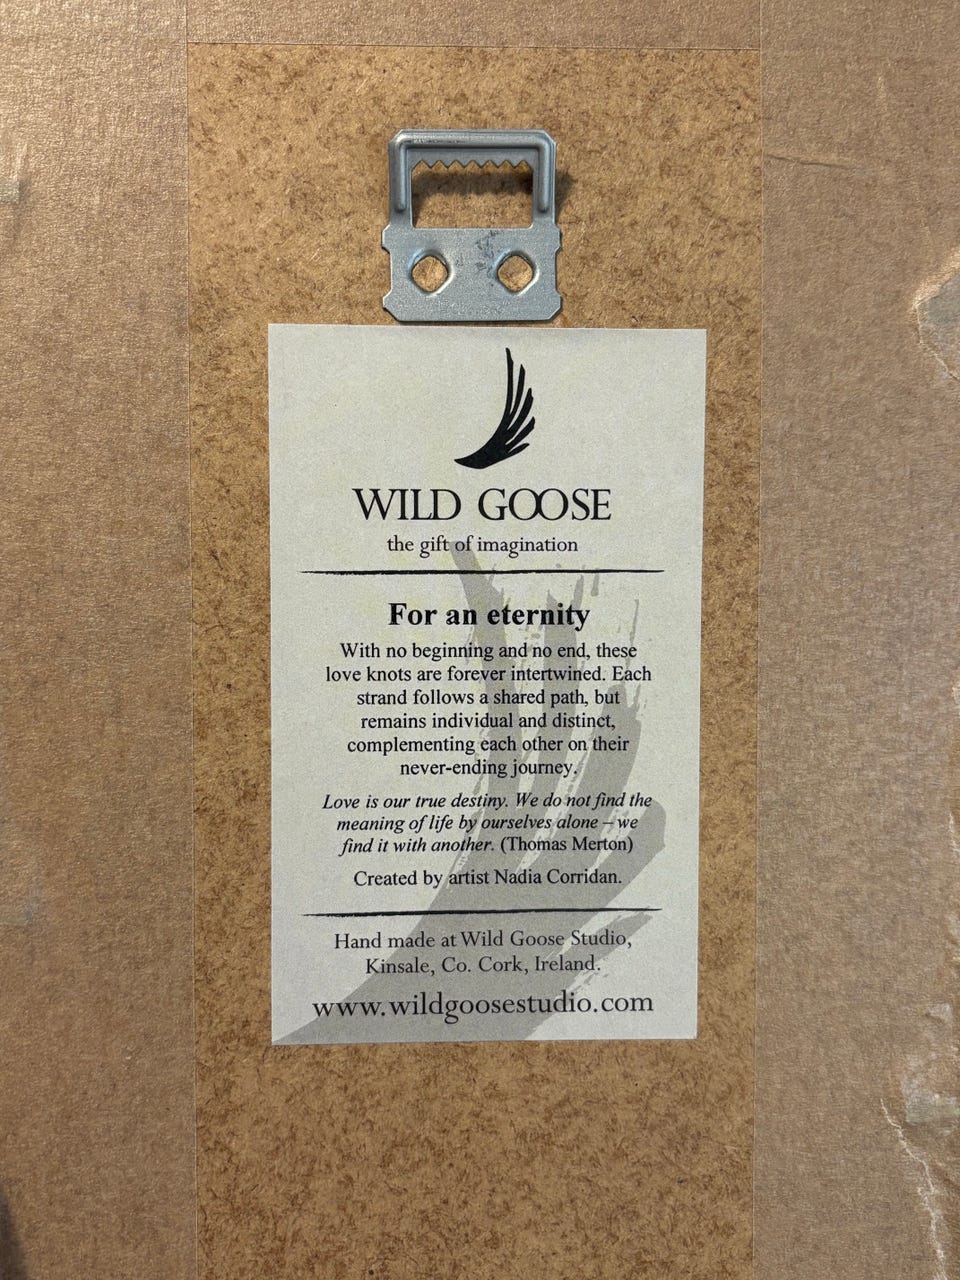 WILD GOOSE
the gift of imagination
For an eternity
With no beginning and no end, these
love knots are forever intertwined. Each
strand follows a shared path, but
remains individual and distinct,
complementing each other on their
never-ending journey.
Love is our true destiny. We do not find the
meaning of life by ourselves alone – we
find it with another. (Thomas Merton)
Created by artist Nadia Corridan.
Hand made at Wild Goose Studio,
Kinsale, Co. Cork, Ireland.
www.wildgoosestudio.com